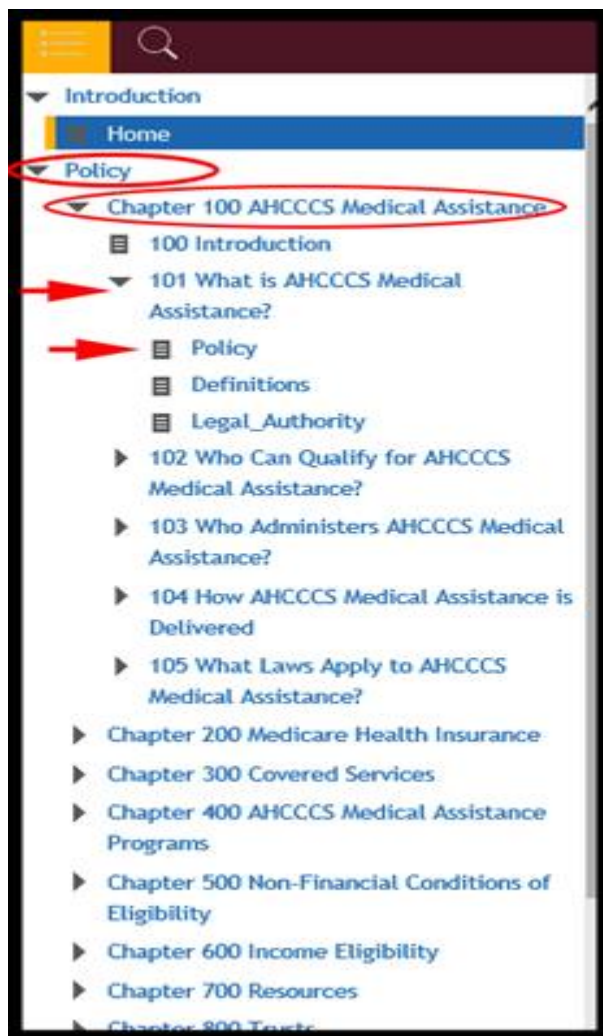 Introduction
Home
Policy
Chapter 100 AHCCCS Medical Assistance
100 Introduction
101 What is AHCCCS Medical
Assistance?
Policy
Definitions
Legal_Authority
102 Who Can Qualify for AHCCCS
Medical Assistance?
103 Who Administers AHCCCS Medical
Assistance?
104 How AHCCCS Medical Assistance is
Delivered
105 What Laws Apply to AHCCCS
Medical Assistance?
Chapter 200 Medicare Health Insurance
Chapter 300 Covered Services
Chapter 400 AHCCCS Medical Assistance
Programs
Chapter 500 Non-Financial Conditions of
Eligibility
Chapter 600 Income Eligibility
Chapter 700 Resources
Chapter 800 Trusts